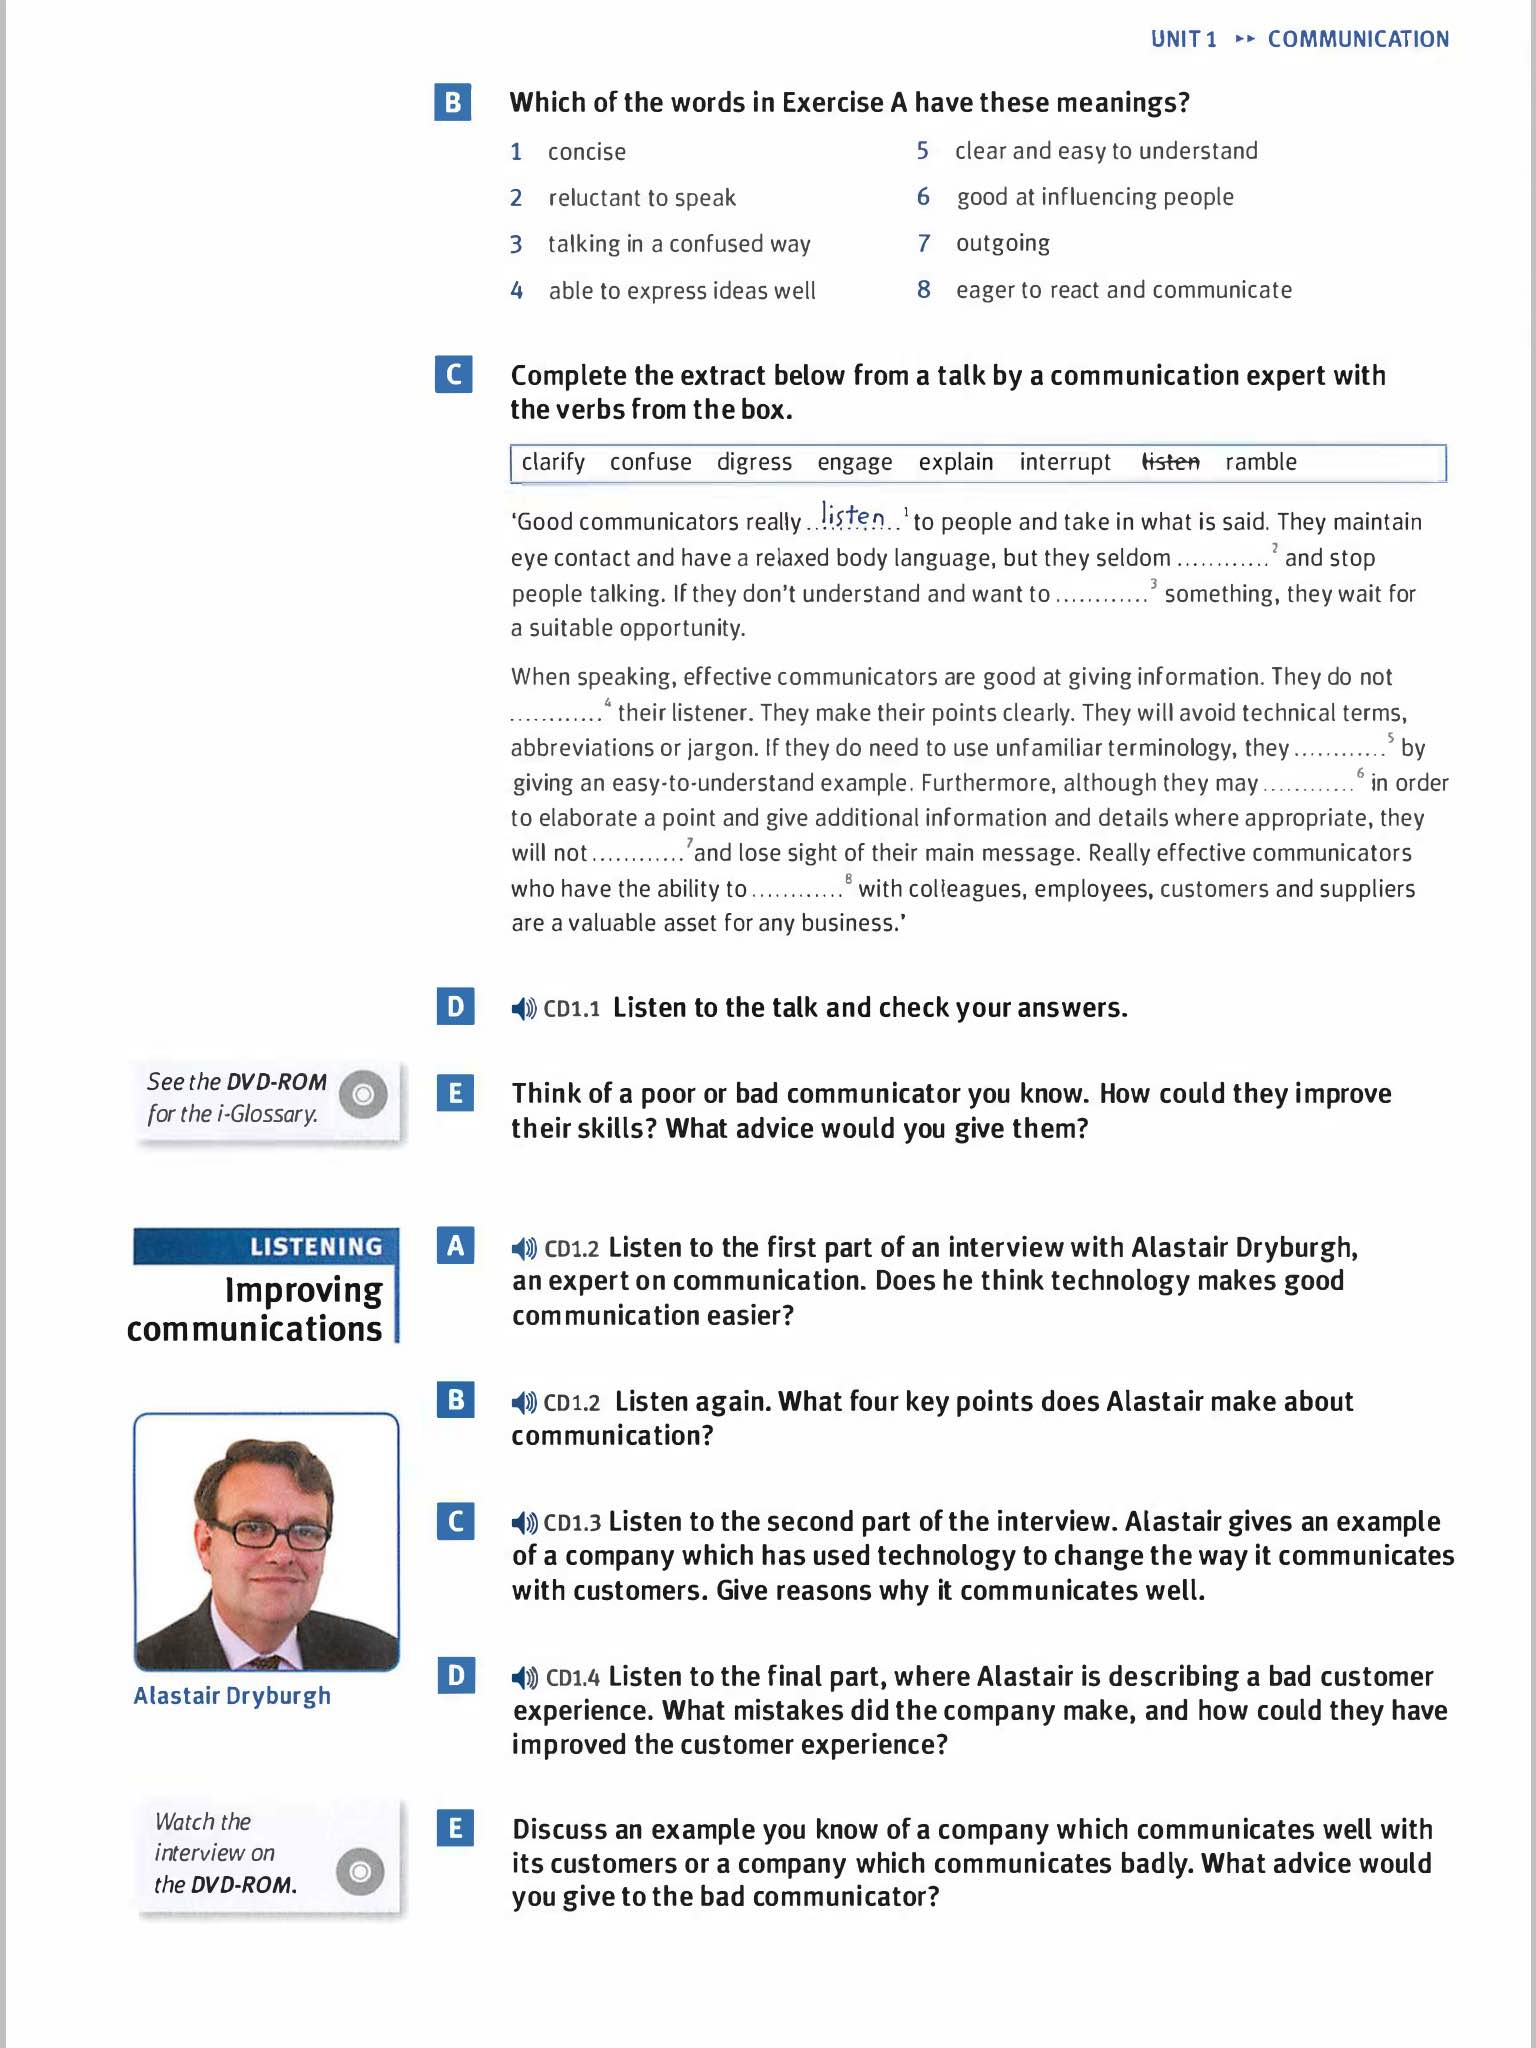 UNIT 1 ▸▸ COMMUNICATION
B Which of the words in Exercise A have these meanings?
1 concise
2 reluctant to speak
3 talking in a confused way
4 able to express ideas well
5 clear and easy to understand
6 good at influencing people
7 outgoing
8 eager to react and communicate
C Complete the extract below from a talk by a communication expert with
the verbs from the box.
clarify confuse digress engage explain interrupt listen ramble
‘Good communicators really listen 1 to people and take in what is said. They maintain
eye contact and have a relaxed body language, but they seldom ............ 2 and stop
people talking. If they don’t understand and want to ............ 3 something, they wait for
a suitable opportunity.
When speaking, effective communicators are good at giving information. They do not
............ 4 their listener. They make their points clearly. They will avoid technical terms,
abbreviations or jargon. If they do need to use unfamiliar terminology, they ............ 5 by
giving an easy-to-understand example. Furthermore, although they may ............ 6 in order
to elaborate a point and give additional information and details where appropriate, they
will not ............ 7 and lose sight of their main message. Really effective communicators
who have the ability to ............ 8 with colleagues, employees, customers and suppliers
are a valuable asset for any business.’
D CD1.1 Listen to the talk and check your answers.
See the DVD-ROM
for the i-Glossary.
E Think of a poor or bad communicator you know. How could they improve
their skills? What advice would you give them?
LISTENING
Improving
communications
A CD1.2 Listen to the first part of an interview with Alastair Dryburgh,
an expert on communication. Does he think technology makes good
communication easier?
B CD1.2 Listen again. What four key points does Alastair make about
communication?
C CD1.3 Listen to the second part of the interview. Alastair gives an example
of a company which has used technology to change the way it communicates
with customers. Give reasons why it communicates well.
Alastair Dryburgh
D CD1.4 Listen to the final part, where Alastair is describing a bad customer
experience. What mistakes did the company make, and how could they have
improved the customer experience?
Watch the
interview on
the DVD-ROM.
E Discuss an example you know of a company which communicates well with
its customers or a company which communicates badly. What advice would
you give to the bad communicator?